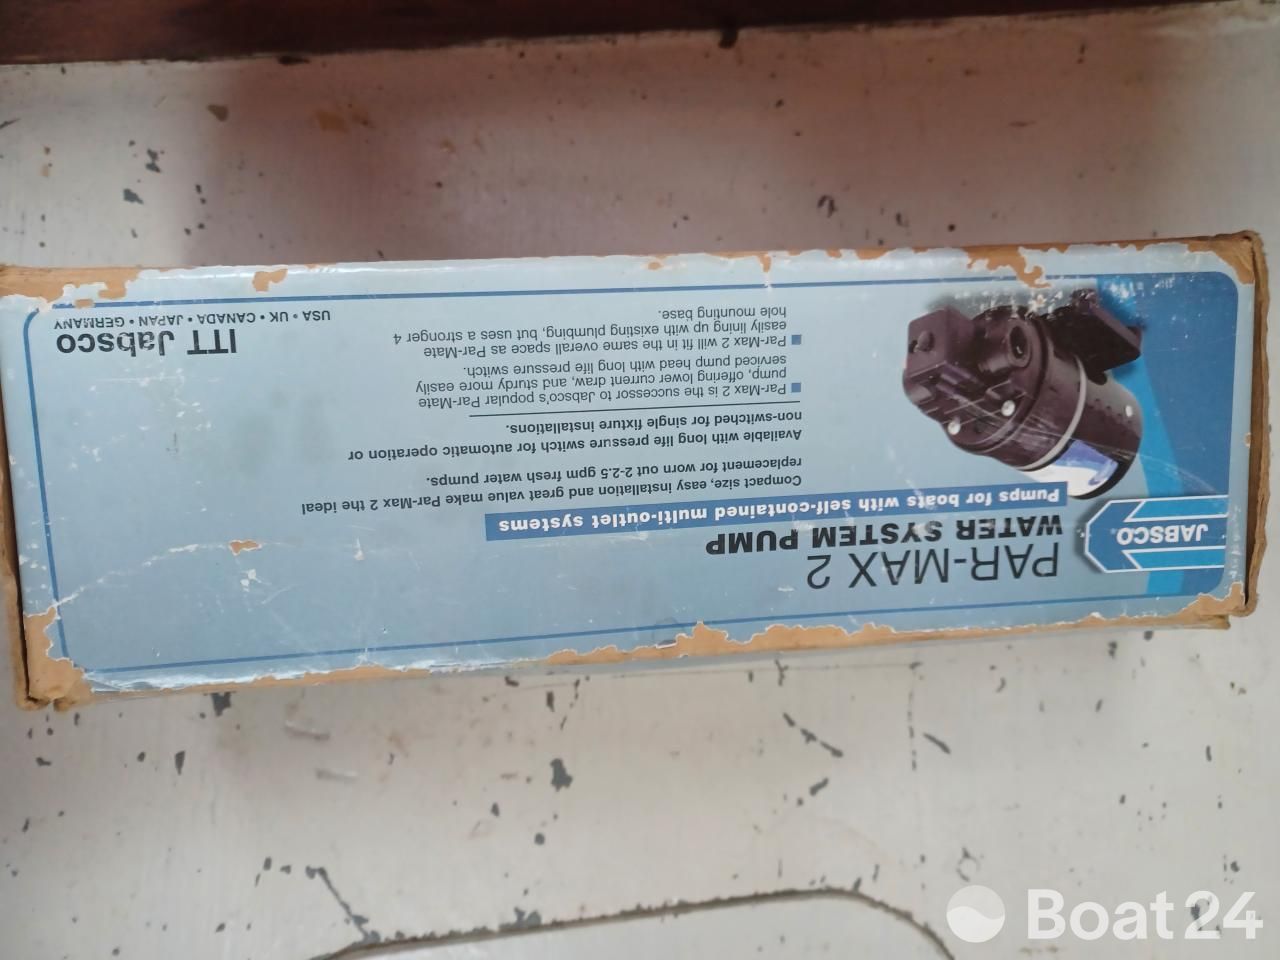 JABSCO
PAR-MAX 2
WATER SYSTEM PUMP
Pumps for boats with self-contained multi-outlet systems
Compact size, easy installation and great value make Par-Max 2 the ideal
replacement for worn out 2-2.5 gpm fresh water pumps.
Available with long life pressure switch for automatic operation or
non-switched for single fixture installations.
■ Par-Max 2 is the successor to Jabsco's popular Par-Mate
pump, offering lower current draw, and sturdy more easily
serviced pump head with long life pressure switch.
■ Par-Max 2 will fit in the same overall space as Par-Mate
easily lining up with existing plumbing, but uses a stronger 4
hole mounting base.
ITT Jabsco
USA • UK • CANADA • JAPAN • GERMANY
Boat24